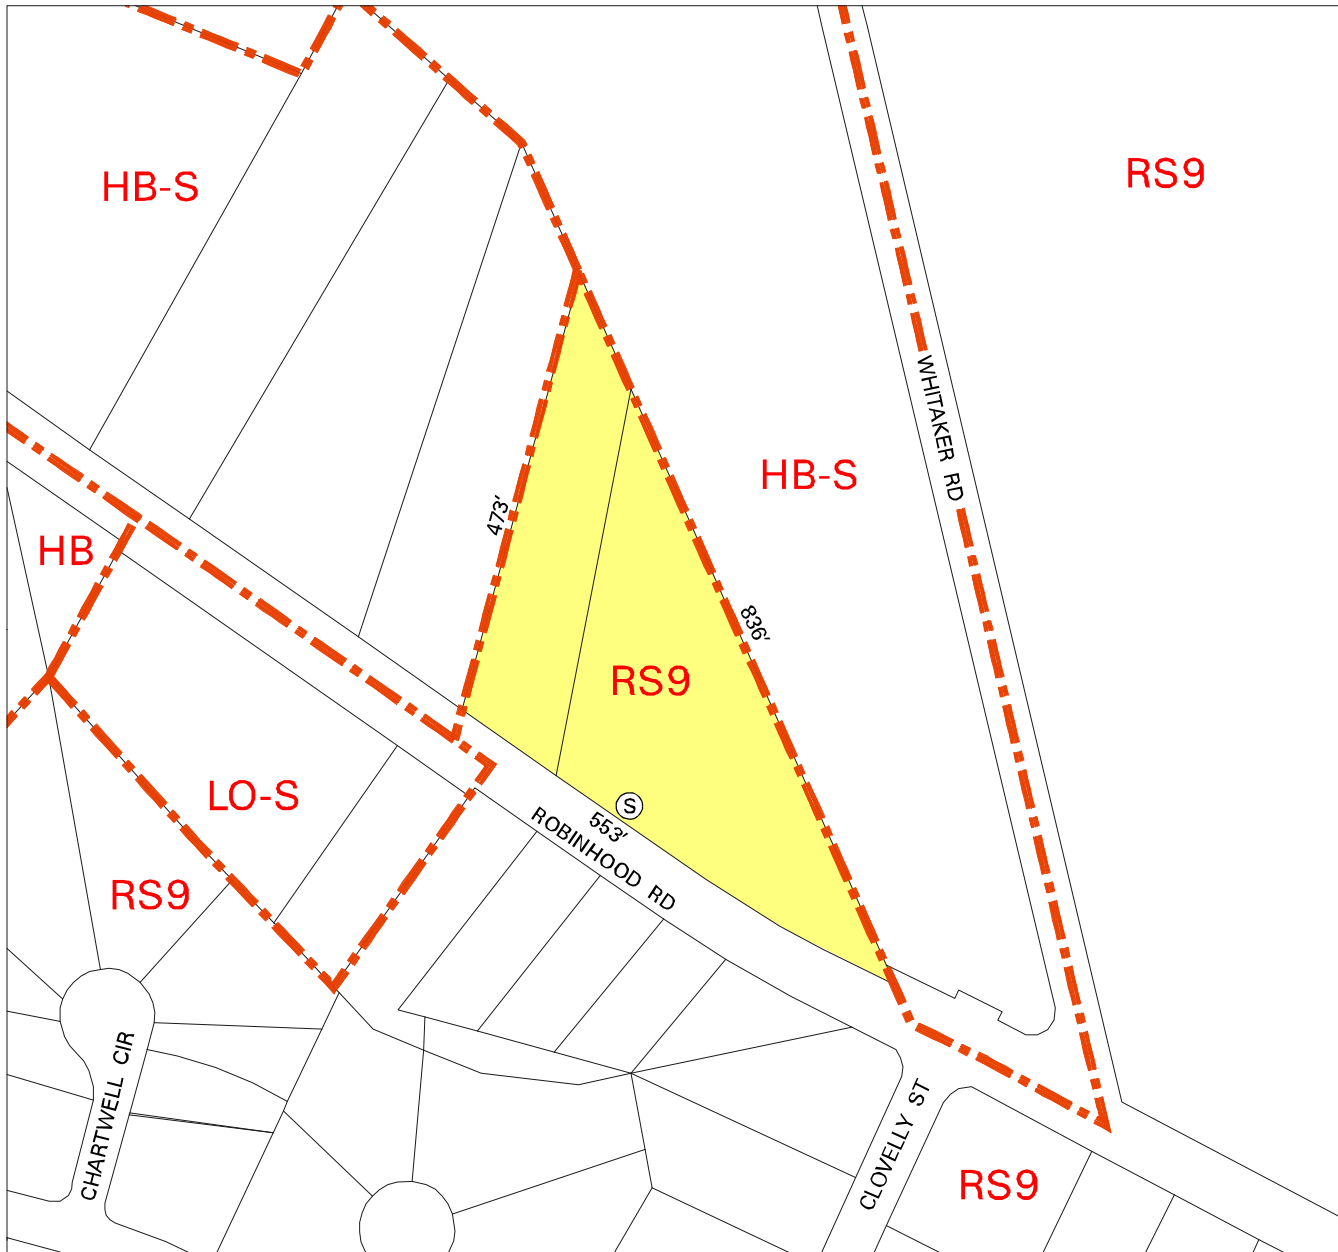 HB-S
RS9
WHITAKER RD
HB-S
473'
HB
836'
RS9
LO-S
S
553'
ROBINHOOD RD
RS9
CHARTWELL CIR
CLOVELLY ST
RS9